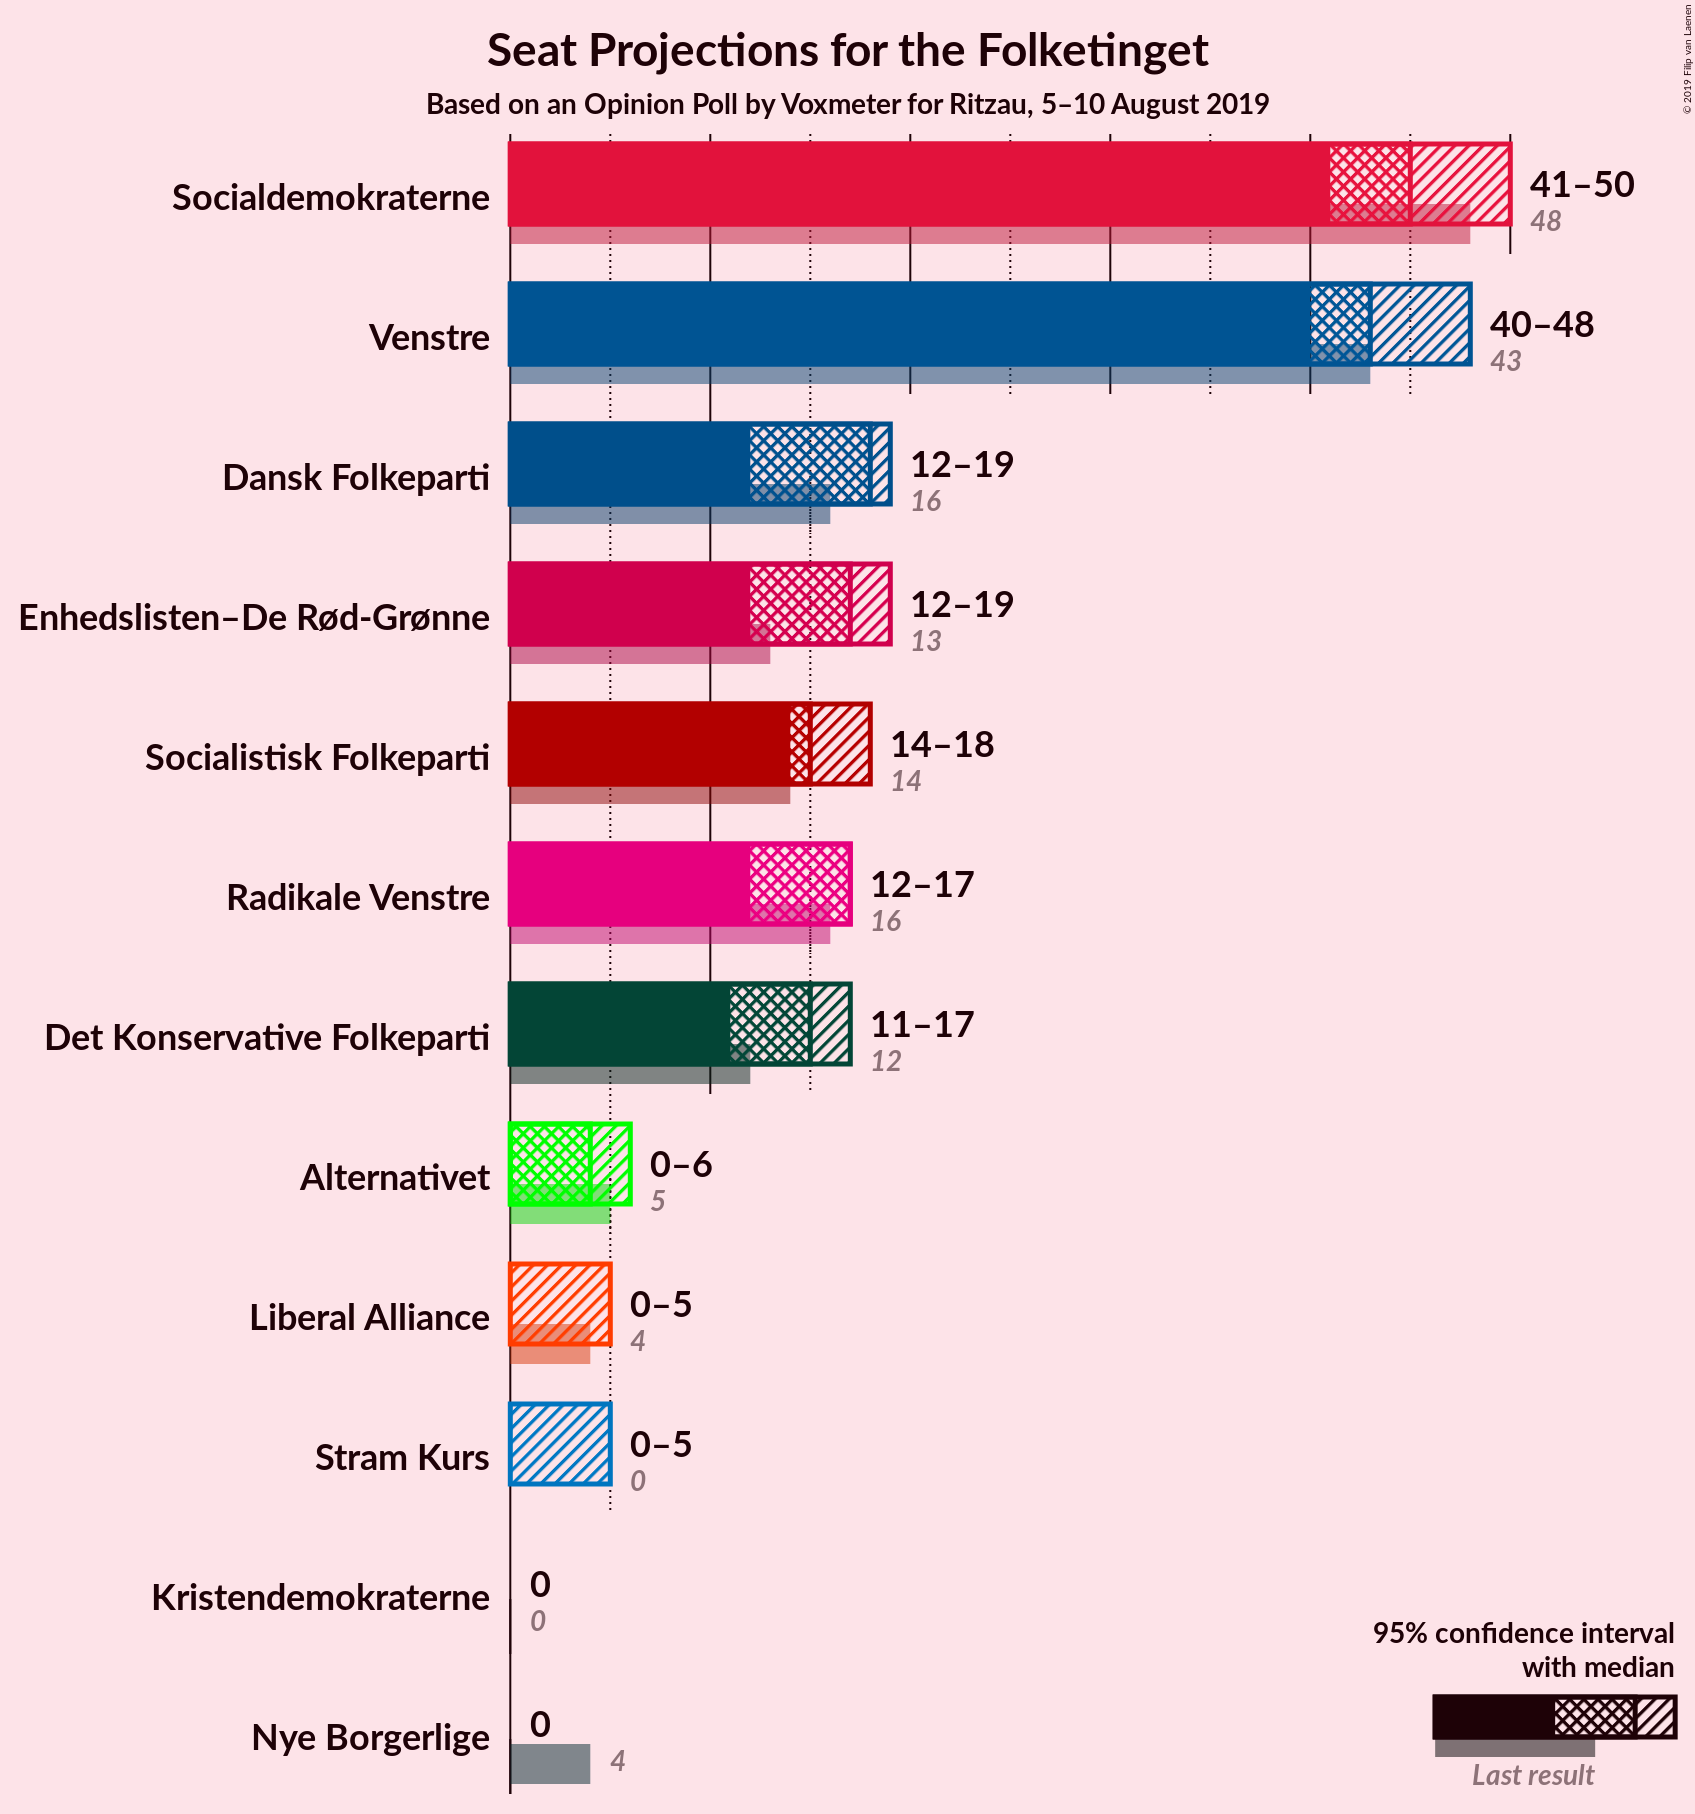 Seat Projections for the Folketinget
Based on an Opinion Poll by Voxmeter for Ritzau, 5–10 August 2019
© 2019 Filip van Laenen
Socialdemokraterne
41–50
48
Venstre
40–48
43
Dansk Folkeparti
12–19
16
Enhedslisten–De Rød-Grønne
12–19
13
Socialistisk Folkeparti
14–18
14
Radikale Venstre
12–17
16
Det Konservative Folkeparti
11–17
12
Alternativet
0–6
5
Liberal Alliance
0–5
4
Stram Kurs
0–5
0
Kristendemokraterne
0
0
Nye Borgerlige
0
4
95% confidence interval
with median
Last result